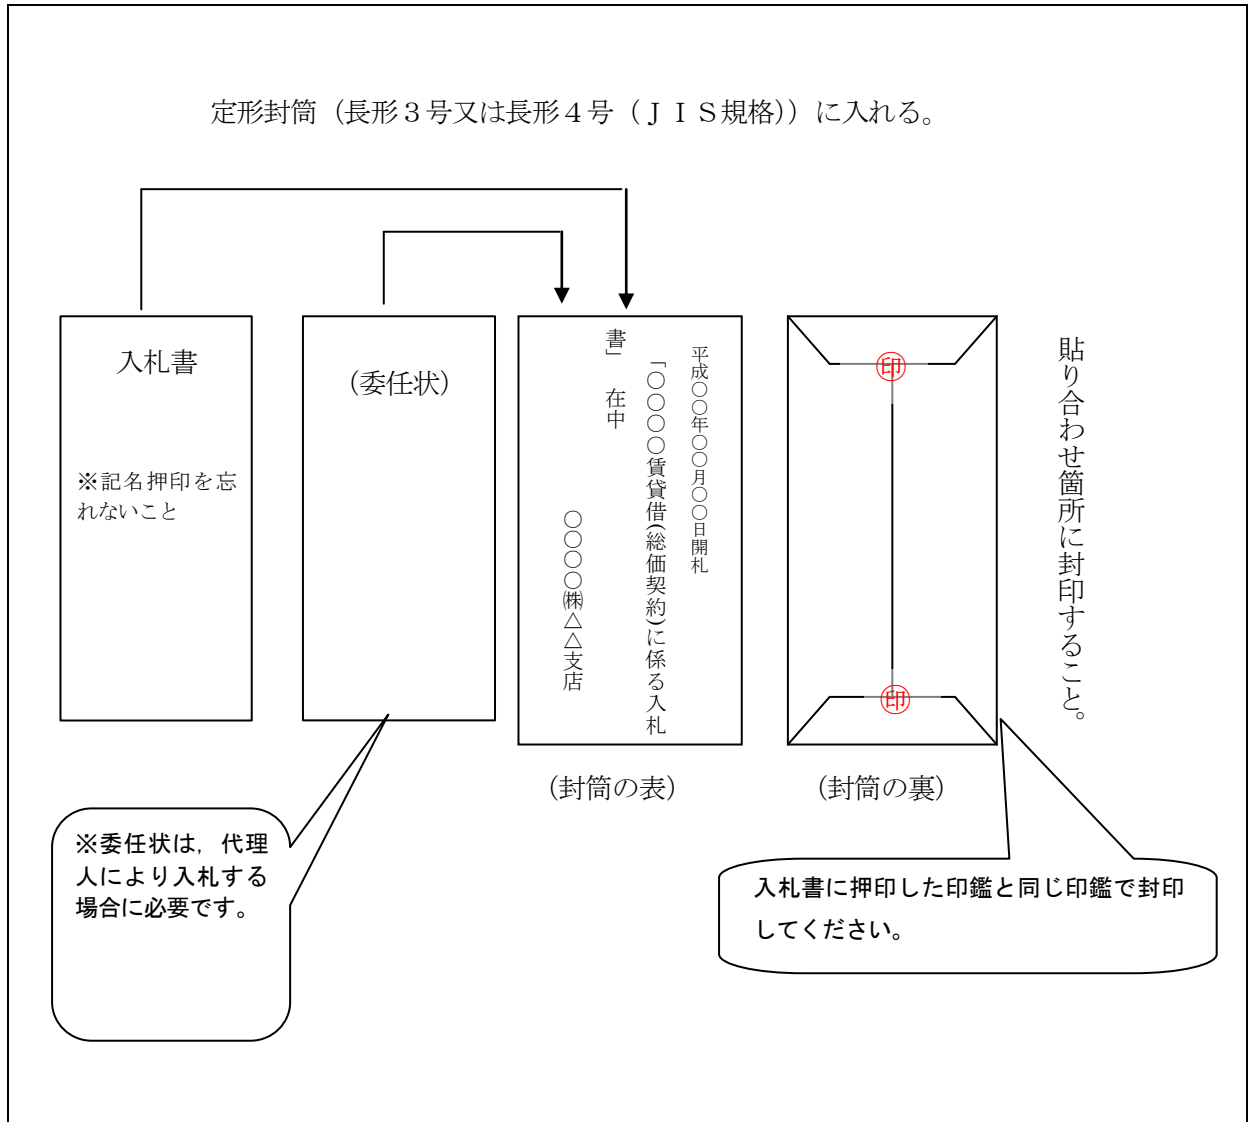 定形封筒（長形３号又は長形４号（ＪＩＳ規格））に入れる。
入札書
※記名押印を忘
れないこと
（委任状）
平成〇〇年〇〇月〇〇日開札
「〇〇〇〇賃貸借（総価契約）に係る入札
書」　在中
〇〇〇〇㈱△△支店
印
印
貼り合わせ箇所に封印すること。
（封筒の表）
（封筒の裏）
※委任状は，代理
人により入札する
場合に必要です。
入札書に押印した印鑑と同じ印鑑で封印
してください。